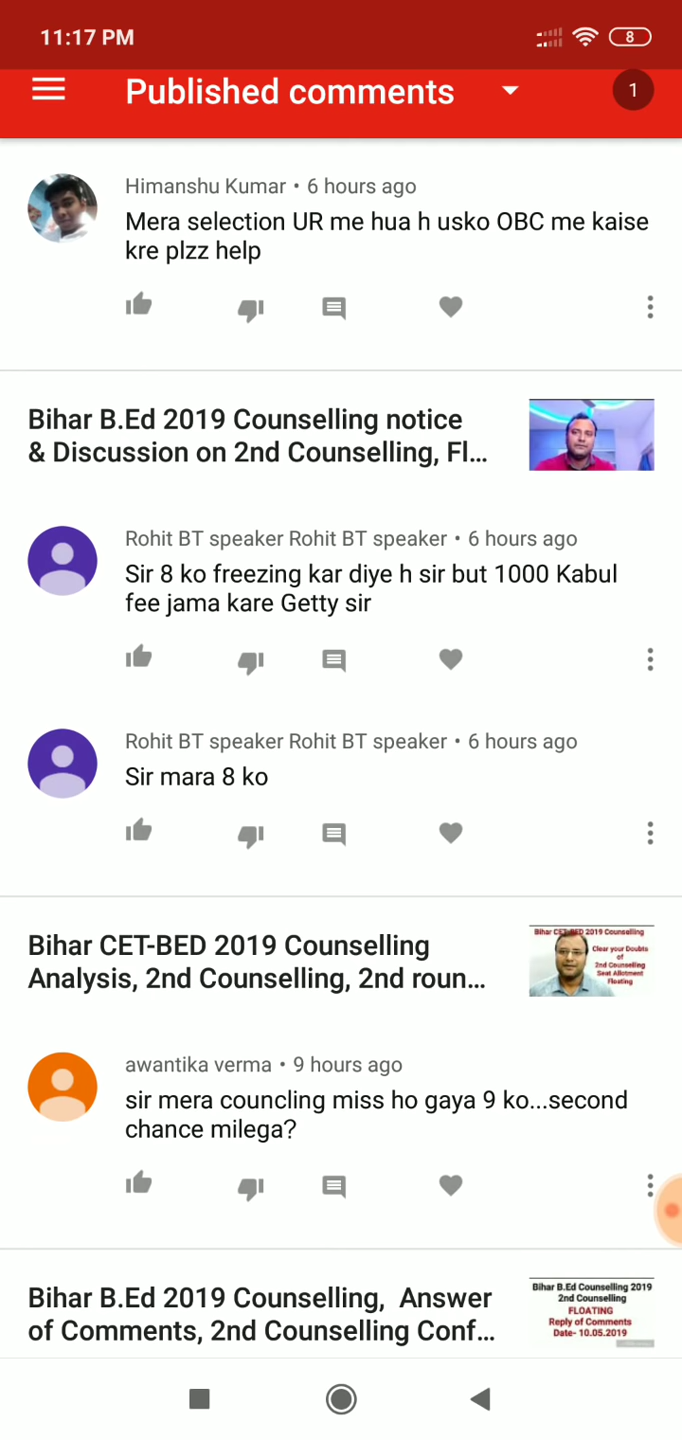 11:17 PM
8
Published comments
1
Himanshu Kumar • 6 hours ago
Mera selection UR me hua h usko OBC me kaise
kre plzz help
Bihar B.Ed 2019 Counselling notice
& Discussion on 2nd Counselling, Fl...
Rohit BT speaker Rohit BT speaker • 6 hours ago
Sir 8 ko freezing kar diye h sir but 1000 Kabul
fee jama kare Getty sir
Rohit BT speaker Rohit BT speaker • 6 hours ago
Sir mara 8 ko
Bihar CET-BED 2019 Counselling
Analysis, 2nd Counselling, 2nd roun...
Bihar CET-BED 2019 Counselling
Clear your Doubts
of
2nd Counselling
Seat Allotment
Floating
awantika verma • 9 hours ago
sir mera councling miss ho gaya 9 ko...second
chance milega?
Bihar B.Ed 2019 Counselling, Answer
of Comments, 2nd Counselling Conf...
Bihar B.Ed Counselling 2019
2nd Counselling
FLOATING
Reply of Comments
Date- 10.05.2019